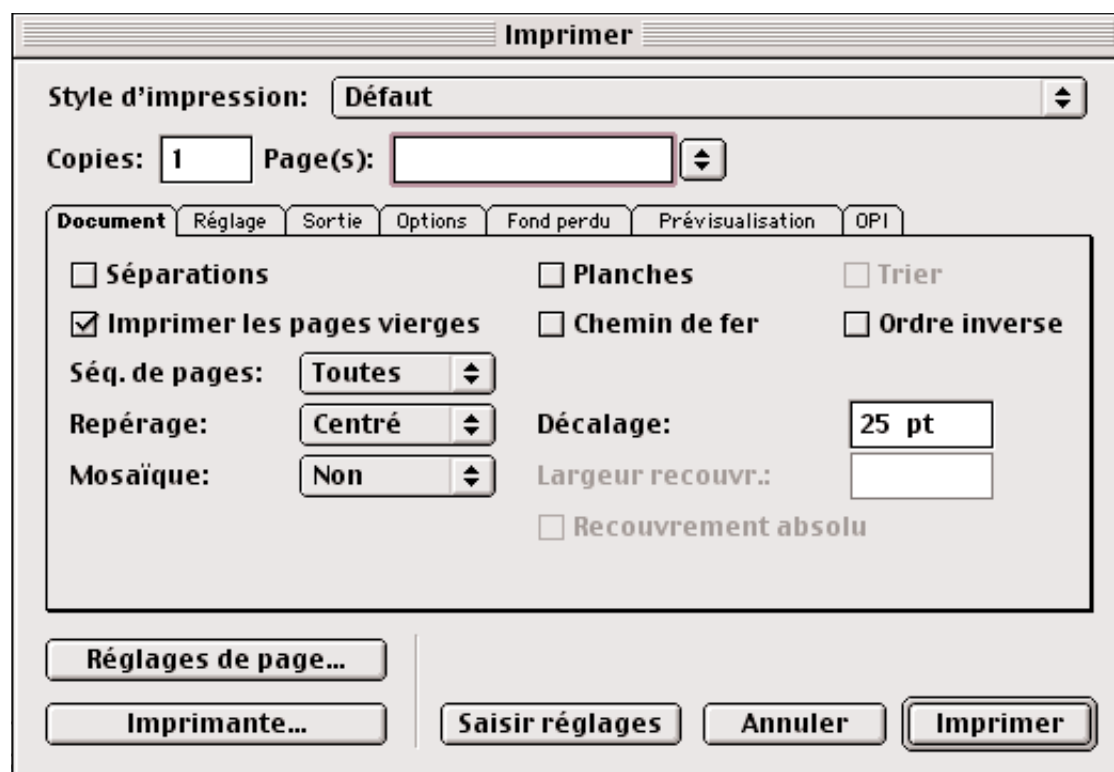 Imprimer
Style d'impression: Défaut
Copies: 1 Page(s):
Document Réglage Sortie Options Fond perdu Prévisualisation OPI
Séparations Planches Trier
Imprimer les pages vierges Chemin de fer Ordre inverse
Séq. de pages: Toutes
Repérage: Centré Décalage: 25 pt
Mosaïque: Non Largeur recouvr.:
Recouvrement absolu
Réglages de page...
Imprimante... Saisir réglages Annuler Imprimer